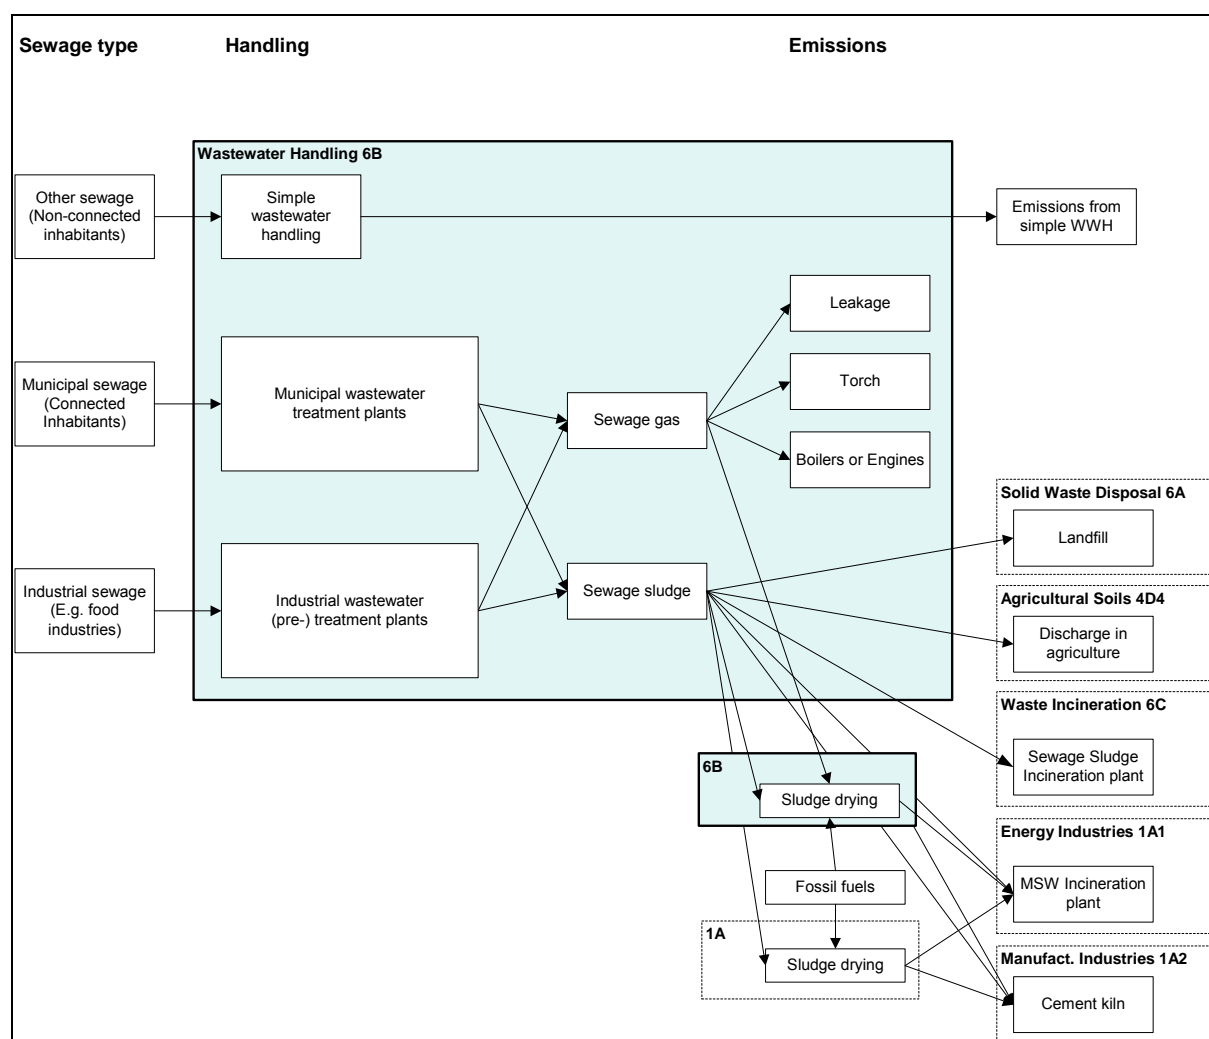 Sewage type
Handling
Emissions
Wastewater Handling 6B
Other sewage
(Non-connected
inhabitants)
Simple
wastewater
handling
Emissions from
simple WWH
Leakage
Municipal sewage
(Connected
Inhabitants)
Municipal wastewater
treatment plants
Sewage gas
Torch
Boilers or Engines
Solid Waste Disposal 6A
Landfill
Industrial sewage
(E.g. food
industries)
Industrial wastewater
(pre-) treatment plants
Sewage sludge
Agricultural Soils 4D4
Discharge in
agriculture
Waste Incineration 6C
Sewage Sludge
Incineration plant
6B
Sludge drying
Energy Industries 1A1
MSW Incineration
plant
Fossil fuels
1A
Sludge drying
Manufact. Industries 1A2
Cement kiln